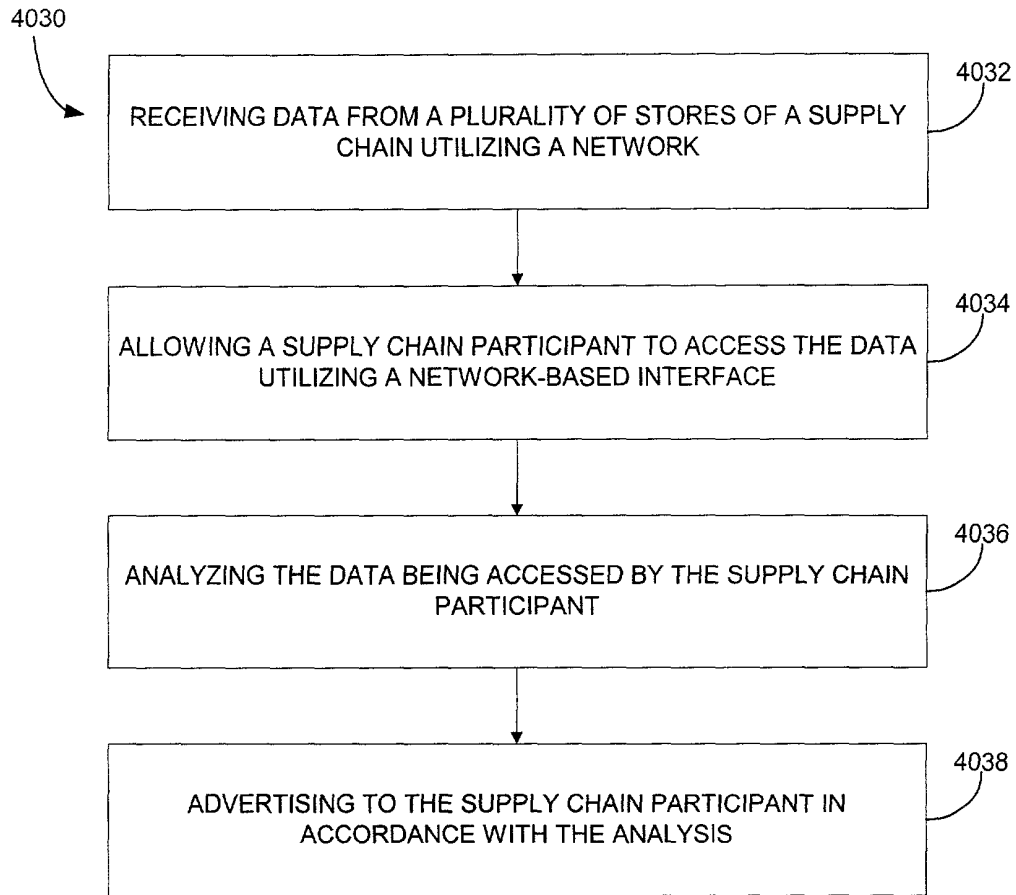 4030
4032
RECEIVING DATA FROM A PLURALITY OF STORES OF A SUPPLY
CHAIN UTILIZING A NETWORK
4034
ALLOWING A SUPPLY CHAIN PARTICIPANT TO ACCESS THE DATA
UTILIZING A NETWORK-BASED INTERFACE
4036
ANALYZING THE DATA BEING ACCESSED BY THE SUPPLY CHAIN
PARTICIPANT
4038
ADVERTISING TO THE SUPPLY CHAIN PARTICIPANT IN
ACCORDANCE WITH THE ANALYSIS